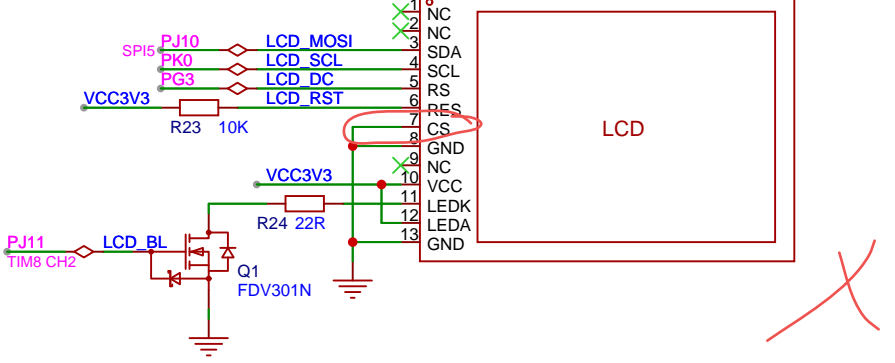 1 NC
2 NC
SPI5 PJ10 LCD_MOSI 3 SDA
PK0 LCD_SCL 4 SCL
PG3 LCD_DC 5 RS
VCC3V3 LCD_RST 6 RES
R23 10K
7 CS
LCD
8 GND
9 NC
VCC3V3 10 VCC
11 LEDK
R24 22R
12 LEDA
13 GND
PJ11 LCD_BL
TIM8 CH2
Q1
FDV301N